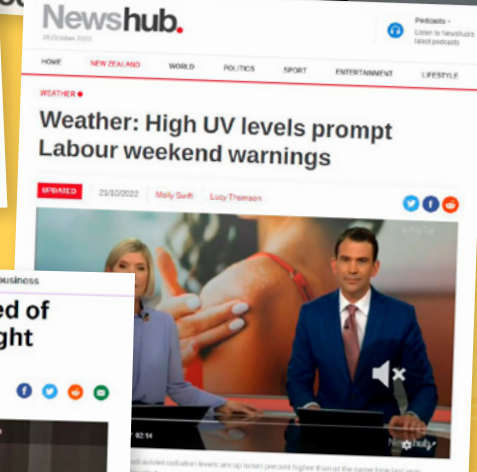 Newshub.
28 October 2022
Podcasts
Listen to Newshub's
latest podcasts
HOME NEW ZEALAND WORLD POLITICS SPORT ENTERTAINMENT LIFESTYLE
WEATHER
Weather: High UV levels prompt
Labour weekend warnings
UPDATED 21/10/2022 Molly Swift Lucy Thomson
business
ed of
ght
02:14
Newshub
ultraviolet radiation levels are up to ten percent higher than at the same time last year